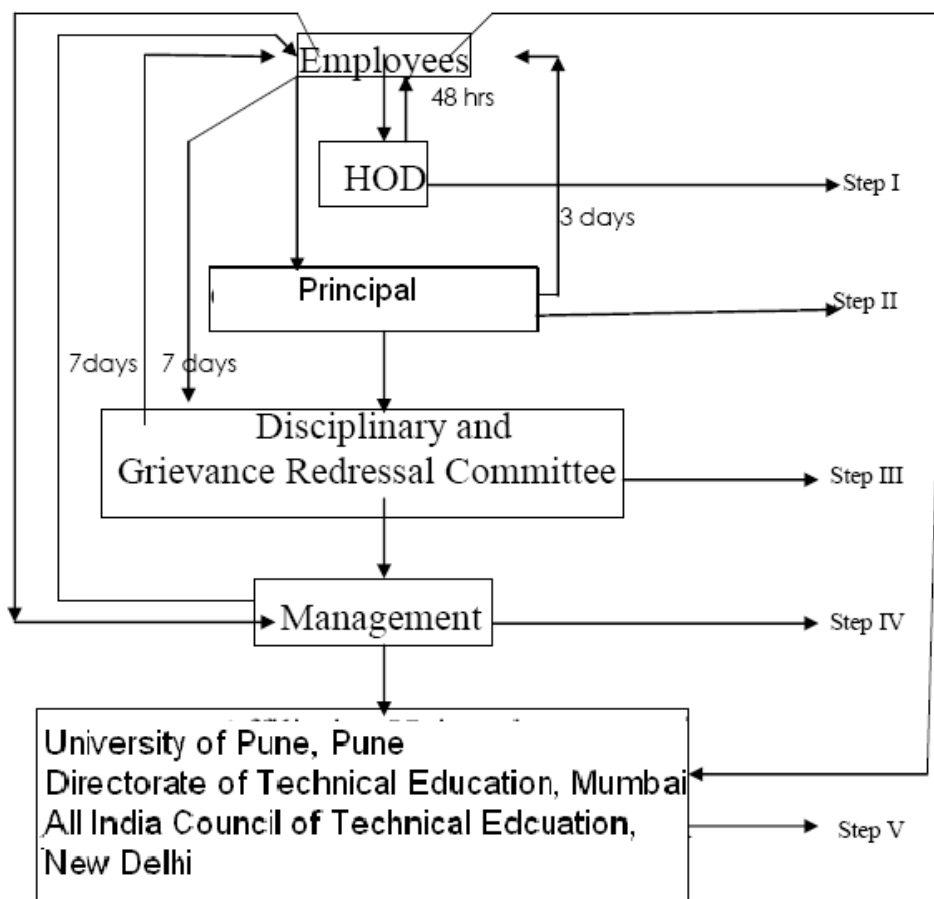 Employees
48 hrs
HOD
Step I
3 days
Principal
Step II
7days
7 days
Disciplinary and
Grievance Redressal Committee
Step III
Management
Step IV
University of Pune, Pune
Directorate of Technical Education, Mumbai
All India Council of Technical Edcuation,
New Delhi
Step V